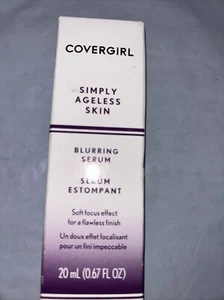 COVERGIRL
SIMPLY
AGELESS
SKIN
BLURRING
SERUM
SÉRUM
ESTOMPANT
Soft focus effect
for a flawless finish
Un doux effet focalisant
pour un fini impeccable
20 mL (0.67 FL OZ)